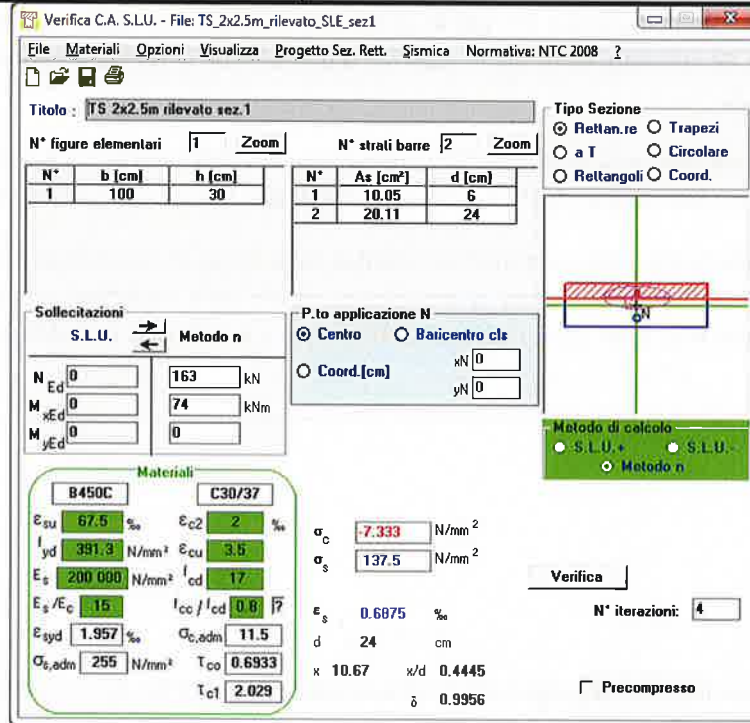 Verifica C.A. S.L.U. - File: TS_2x2.5m_rilevato_SLE_sez1
File Materiali Opzioni Visualizza Progetto Sez. Rett. Sismica Normativa: NTC 2008 ?
Titolo : TS 2x2.5m rilevato sez.1
N° figure elementari 1 Zoom
N° strati barre 2 Zoom
N° b [cm] h [cm]
1 100 30
N° As [cm²] d [cm]
1 10.05 6
2 20.11 24
Tipo Sezione
Rettan.re Trapezi
a T Circolare
Rettangoli Coord.
N
Sollecitazioni
S.L.U. Metodo n
N Ed 0 163 kN
M xEd 0 74 kNm
M yEd 0 0
P.to applicazione N
Centro Baricentro cls
Coord.[cm] xN 0
yN 0
Metodo di calcolo
S.L.U.+ S.L.U.-
Metodo n
Materiali
B450C C30/37
εsu 67.5 ‰ εc2 2 ‰
fyd 391.3 N/mm² εcu 3.5
Es 200 000 N/mm² fcd 17
Es/Ec 15 fcc / fcd 0.8 ?
εsyd 1.957 ‰ σc,adm 11.5
σs,adm 255 N/mm² τco 0.6933
τc1 2.029
σc -7.333 N/mm²
σs 137.5 N/mm²
εs 0.6875 ‰
d 24 cm
x 10.67 x/d 0.4445
δ 0.9956
Verifica
N° iterazioni: 4
Precompresso